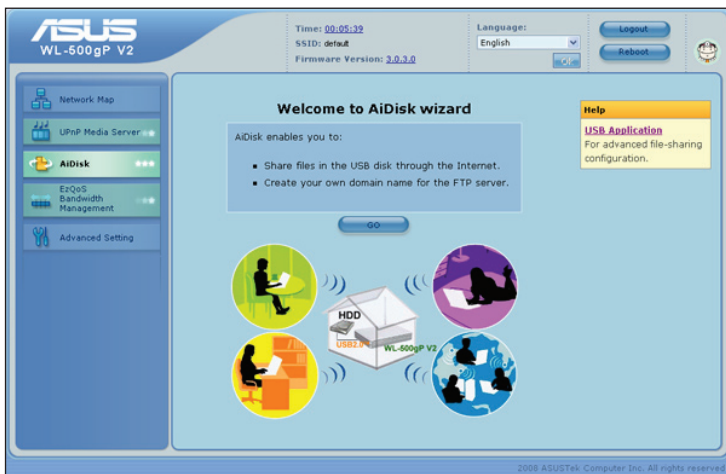 ASUS
WL-500gP V2
Time: 00:05:39
SSID: default
Firmware Version: 3.0.3.0
Language:
English
OK
Logout
Reboot
Network Map
UPnP Media Server
AiDisk
EzQoS
Bandwidth
Management
Advanced Setting
Welcome to AiDisk wizard
AiDisk enables you to:
Share files in the USB disk through the Internet.
Create your own domain name for the FTP server.
GO
HDD
USB2.0
WL-500gP V2
Help
USB Application
For advanced file-sharing
configuration.
2008 ASUSTek Computer Inc. All rights reserved